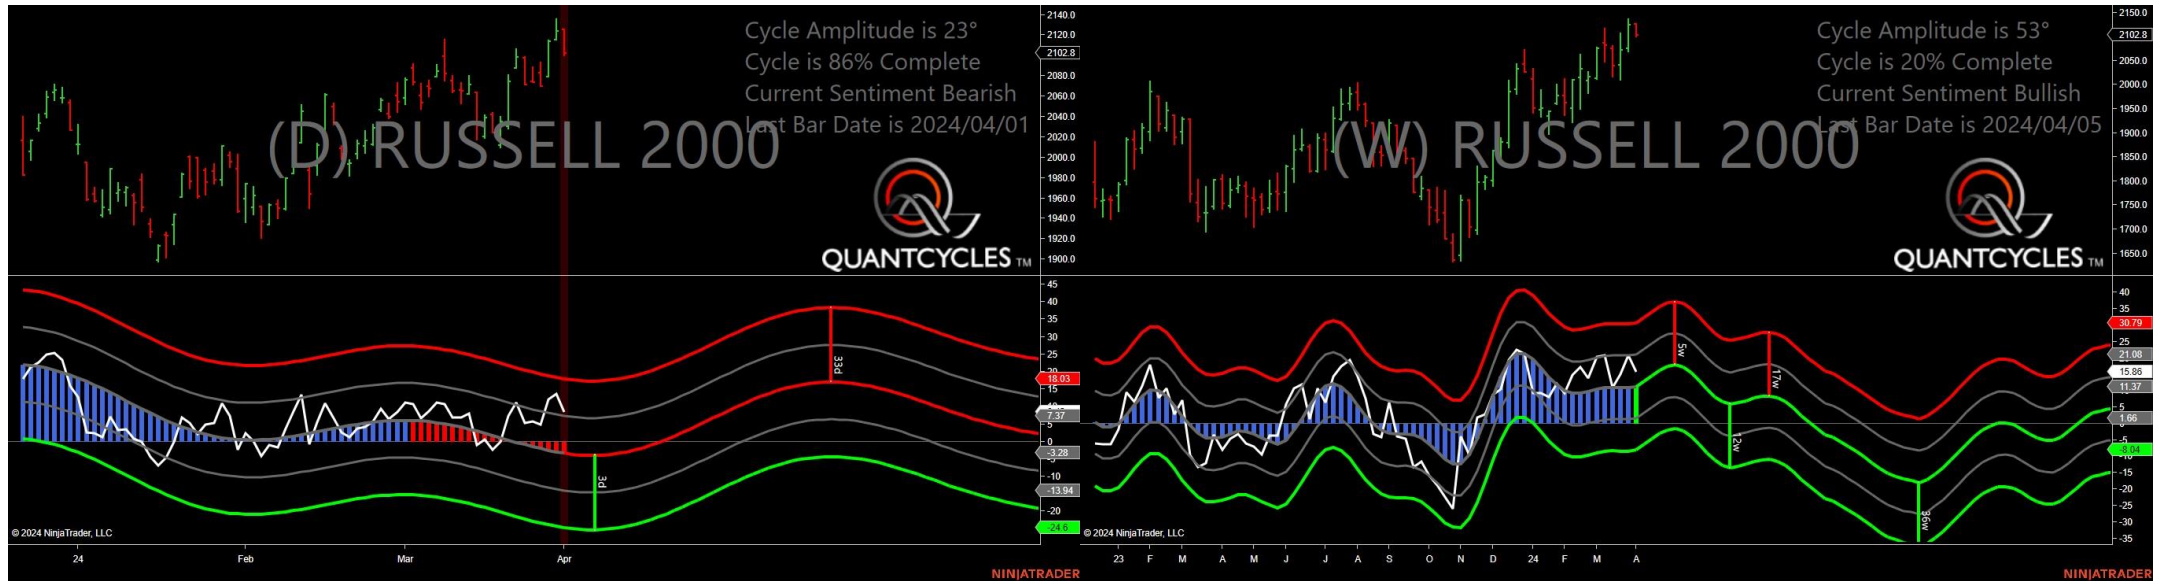 Cycle Amplitude is 23°
Cycle is 86% Complete
Current Sentiment Bearish
Last Bar Date is 2024/04/01
(D) RUSSELL 2000
QUANTCYCLES TM
2140.0
2120.0
2102.8
2080.0
2060.0
2040.0
2020.0
2000.0
1980.0
1960.0
1940.0
1920.0
1900.0
45
40
35
30
25
20
18.03
15
7.37
5
0
-3.28
-10
-13.94
-20
-24.6
33d
3d
© 2024 NinjaTrader, LLC
24 Feb Mar Apr
NINJATRADER
Cycle Amplitude is 53°
Cycle is 20% Complete
Current Sentiment Bullish
Last Bar Date is 2024/04/05
(W) RUSSELL 2000
QUANTCYCLES TM
2150.0
2102.8
2050.0
2000.0
1950.0
1900.0
1850.0
1800.0
1750.0
1700.0
1650.0
40
35
30.79
25
21.08
15.86
11.37
5
1.66
-5
-8.04
-15
-20
-25
-30
-35
5w
17w
12w
36w
© 2024 NinjaTrader, LLC
23 F M A M J J A S O N D 24 F M A
NINJATRADER